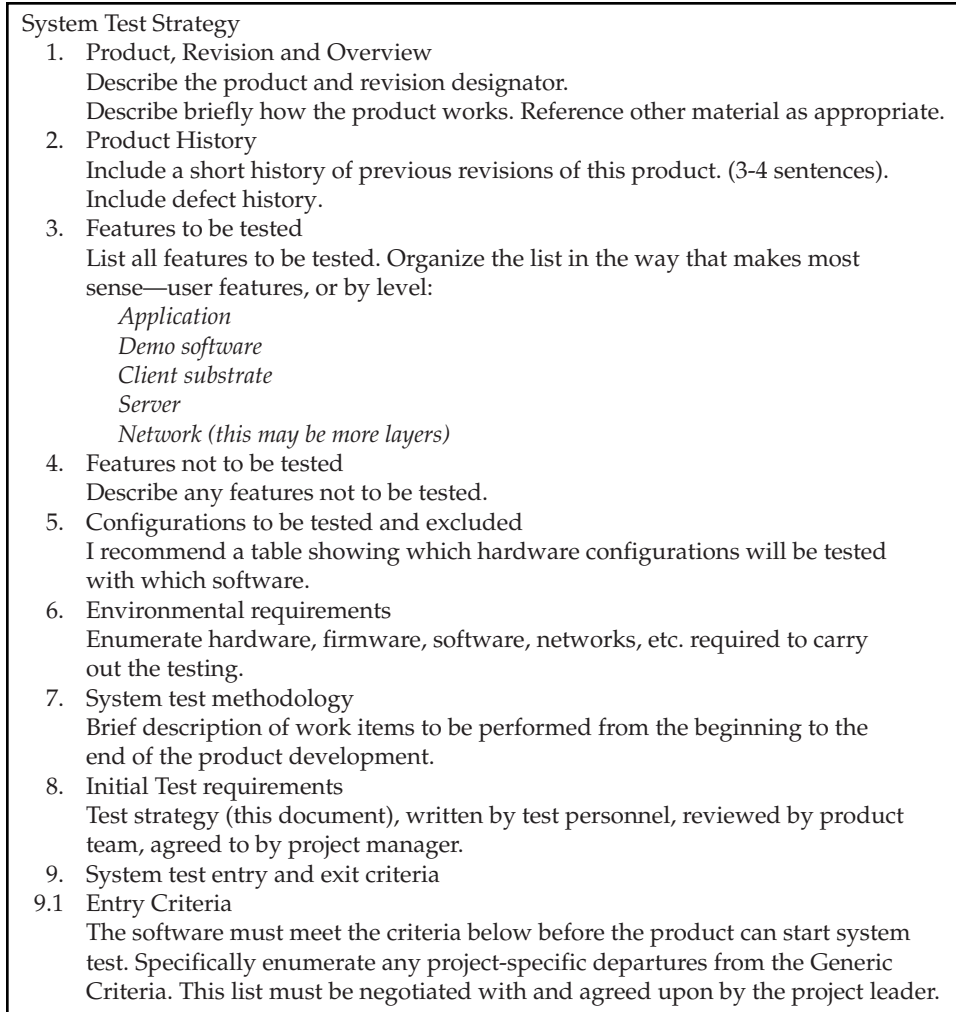 System Test Strategy
1. Product, Revision and Overview
Describe the product and revision designator.
Describe briefly how the product works. Reference other material as appropriate.
2. Product History
Include a short history of previous revisions of this product. (3-4 sentences).
Include defect history.
3. Features to be tested
List all features to be tested. Organize the list in the way that makes most
sense—user features, or by level:
Application
Demo software
Client substrate
Server
Network (this may be more layers)
4. Features not to be tested
Describe any features not to be tested.
5. Configurations to be tested and excluded
I recommend a table showing which hardware configurations will be tested
with which software.
6. Environmental requirements
Enumerate hardware, firmware, software, networks, etc. required to carry
out the testing.
7. System test methodology
Brief description of work items to be performed from the beginning to the
end of the product development.
8. Initial Test requirements
Test strategy (this document), written by test personnel, reviewed by product
team, agreed to by project manager.
9. System test entry and exit criteria
9.1 Entry Criteria
The software must meet the criteria below before the product can start system
test. Specifically enumerate any project-specific departures from the Generic
Criteria. This list must be negotiated with and agreed upon by the project leader.